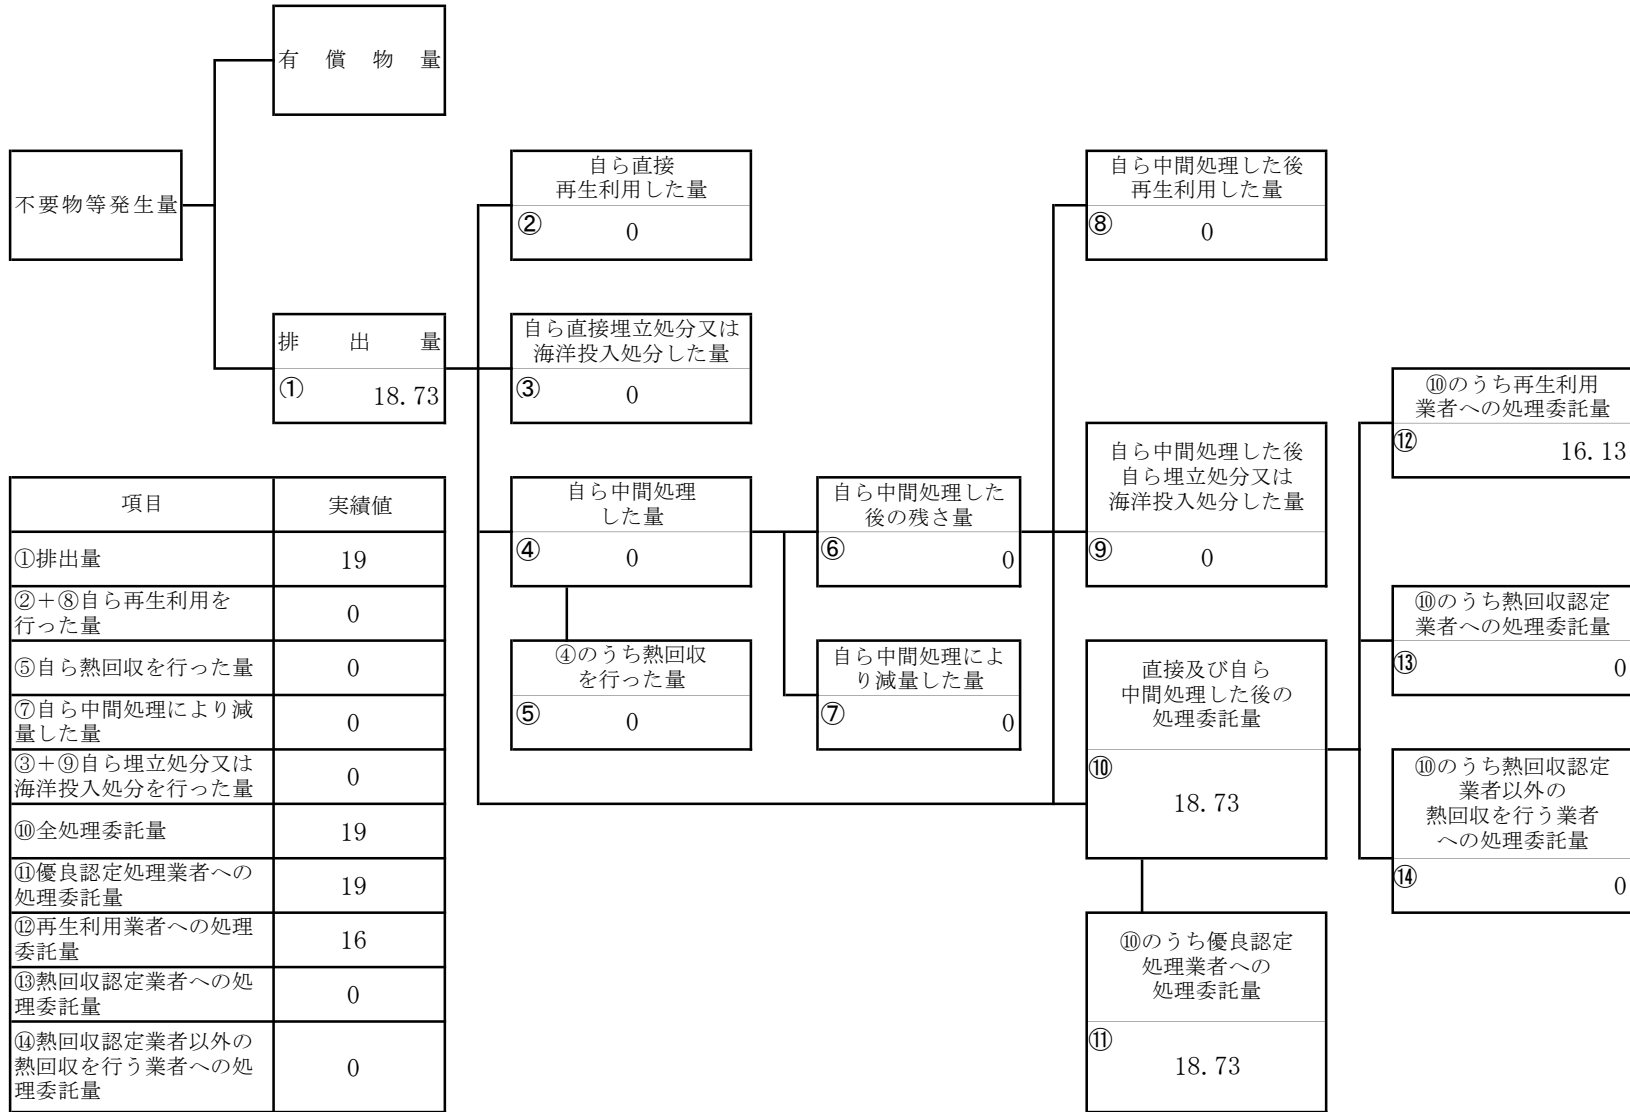 有償物量
不要物等発生量
排出量
① 18.73
自ら直接
再生利用した量
② 0
自ら直接埋立処分又は
海洋投入処分した量
③ 0
自ら中間処理
した量
④ 0
④のうち熱回収
を行った量
⑤ 0
自ら中間処理した
後の残さ量
⑥ 0
自ら中間処理によ
り減量した量
⑦ 0
自ら中間処理した後
再生利用した量
⑧ 0
自ら中間処理した後
自ら埋立処分又は
海洋投入処分した量
⑨ 0
直接及び自ら
中間処理した後の
処理委託量
⑩
18.73
⑩のうち優良認定
処理業者への
処理委託量
⑪
18.73
⑩のうち再生利用
業者への処理委託量
⑫ 16.13
⑩のうち熱回収認定
業者への処理委託量
⑬ 0
⑩のうち熱回収認定
業者以外の
熱回収を行う業者
への処理委託量
⑭ 0
項目 実績値
①排出量 19
②+⑧自ら再生利用を
行った量 0
⑤自ら熱回収を行った量 0
⑦自ら中間処理により減
量した量 0
③+⑨自ら埋立処分又は
海洋投入処分を行った量 0
⑩全処理委託量 19
⑪優良認定処理業者への
処理委託量 19
⑫再生利用業者への処理
委託量 16
⑬熱回収認定業者への処
理委託量 0
⑭熱回収認定業者以外の
熱回収を行う業者への処
理委託量 0